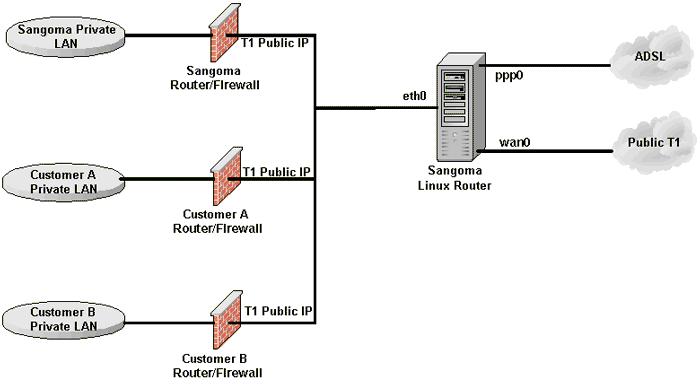 Sangoma Private
LAN
T1 Public IP
Sangoma
Router/Firewall
Customer A
Private LAN
T1 Public IP
Customer A
Router/Firewall
Customer B
Private LAN
T1 Public IP
Customer B
Router/Firewall
eth0
ppp0
wan0
Sangoma
Linux Router
ADSL
Public T1